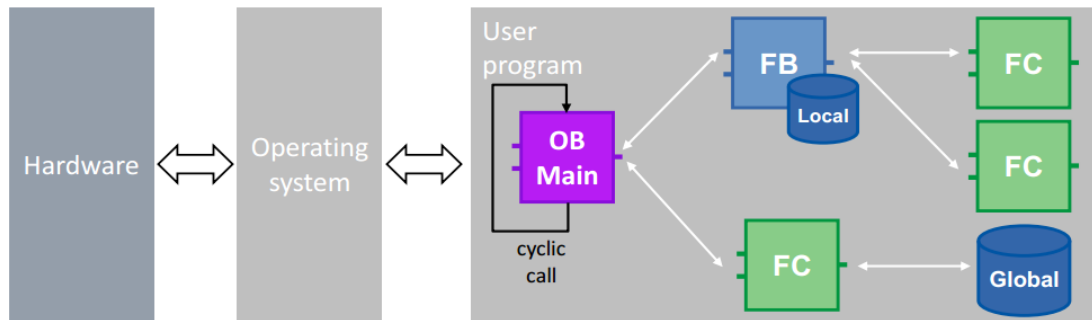 Hardware
Operating
system
User
program
OB
Main
cyclic
call
FB
Local
FC
FC
FC
Global